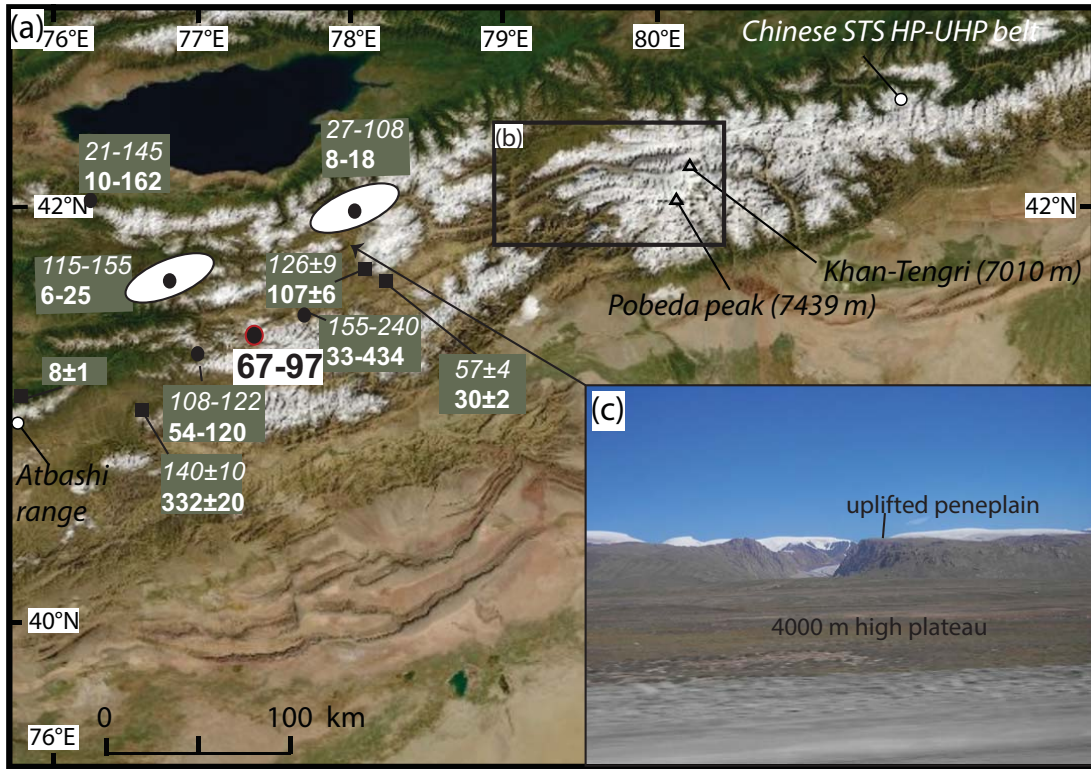 (a)
76°E
77°E
78°E
79°E
80°E
Chinese STS HP-UHP belt
(b)
27-108
8-18
21-145
10-162
42°N
42°N
115-155
6-25
126±9
107±6
Khan-Tengri (7010 m)
Pobeda peak (7439 m)
155-240
33-434
67-97
8±1
57±4
30±2
108-122
54-120
Atbashi
range
140±10
332±20
(c)
uplifted peneplain
4000 m high plateau
40°N
0
100 km
76°E